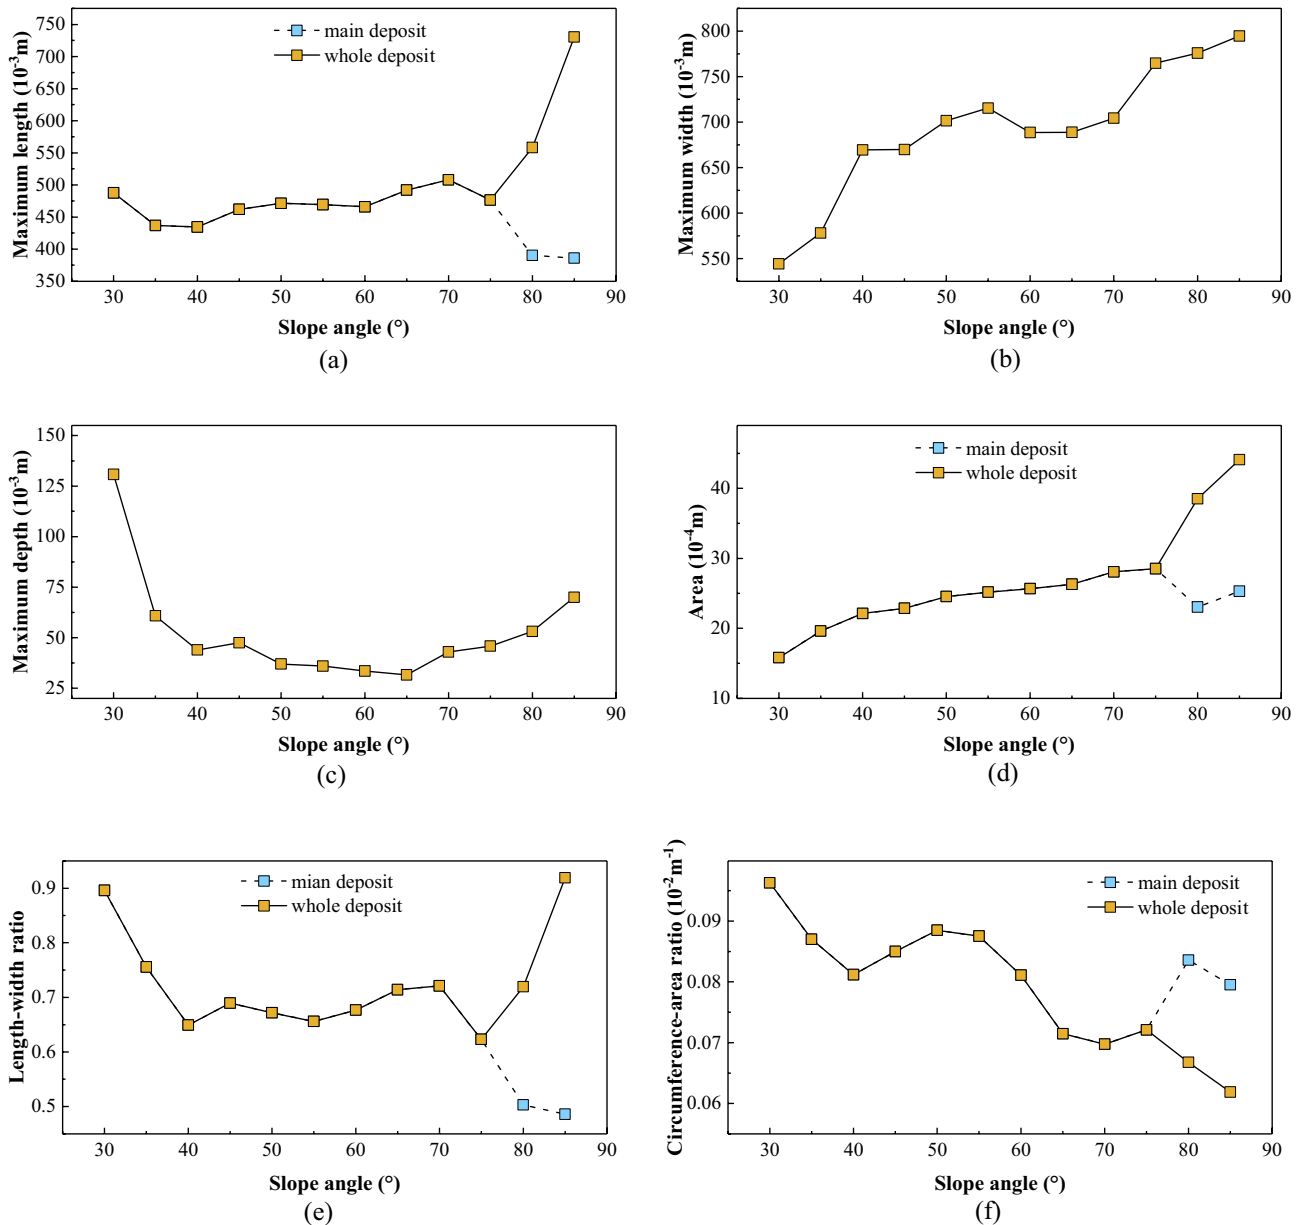 750
700
650
600
550
500
450
400
350
Maximum length (10⁻³m)
main deposit
whole deposit
30 40 50 60 70 80 90
Slope angle (°)
(a)
800
750
700
650
600
550
Maximum width (10⁻³m)
30 40 50 60 70 80 90
Slope angle (°)
(b)
150
125
100
75
50
25
Maximum depth (10⁻³m)
30 40 50 60 70 80 90
Slope angle (°)
(c)
40
30
20
10
Area (10⁻⁴m)
main deposit
whole deposit
30 40 50 60 70 80 90
Slope angle (°)
(d)
0.9
0.8
0.7
0.6
0.5
Length-width ratio
mian deposit
whole deposit
30 40 50 60 70 80 90
Slope angle (°)
(e)
0.09
0.08
0.07
0.06
Circumference-area ratio (10⁻²m⁻¹)
main deposit
whole deposit
30 40 50 60 70 80 90
Slope angle (°)
(f)